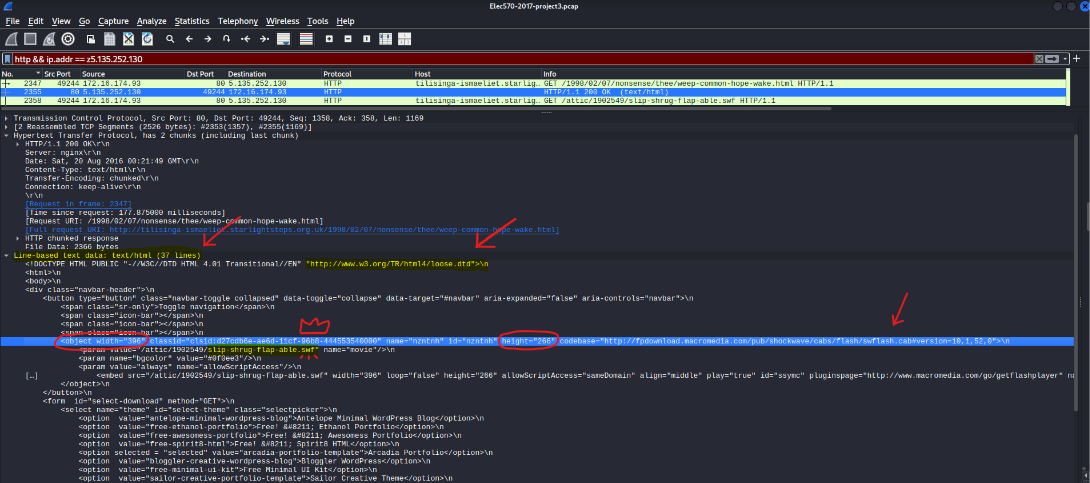 Elec570-2017-project3.pcap
File Edit View Go Capture Analyze Statistics Telephony Wireless Tools Help
http && ip.addr == z5.135.252.130
No. Src Port Source Dst Port Destination Protocol Host Info
2347 49244 172.16.174.93 80 5.135.252.130 HTTP tilisinga-ismaeliet.starlig… GET /1998/02/07/nonsense/thee/weep-common-hope-wake.html HTTP/1.1
2355 80 5.135.252.130 49244 172.16.174.93 HTTP HTTP/1.1 200 OK (text/html)
2358 49244 172.16.174.93 80 5.135.252.130 HTTP tilisinga-ismaeliet.starlig… GET /attic/1902549/slip-shrug-flap-able.swf HTTP/1.1
Transmission Control Protocol, Src Port: 80, Dst Port: 49244, Seq: 1358, Ack: 358, Len: 1169
[2 Reassembled TCP Segments (2526 bytes): #2353(1357), #2355(1169)]
Hypertext Transfer Protocol, has 2 chunks (including last chunk)
HTTP/1.1 200 OK\r\n
Server: nginx\r\n
Date: Sat, 20 Aug 2016 00:21:49 GMT\r\n
Content-Type: text/html\r\n
Transfer-Encoding: chunked\r\n
Connection: keep-alive\r\n
\r\n
[Request in frame: 2347]
[Time since request: 177.875000 milliseconds]
[Request URI: /1998/02/07/nonsense/thee/weep-common-hope-wake.html]
[Full request URI: http://tilisinga-ismaeliet.starlightsteps.org.uk/1998/02/07/nonsense/thee/weep-common-hope-wake.html]
HTTP chunked response
File Data: 2366 bytes
Line-based text data: text/html (37 lines)
<!DOCTYPE HTML PUBLIC "-//W3C//DTD HTML 4.01 Transitional//EN" "http://www.w3.org/TR/html4/loose.dtd">\n
<html>\n
<body>\n
<div class="navbar-header">\n
<button type="button" class="navbar-toggle collapsed" data-toggle="collapse" data-target="#navbar" aria-expanded="false" aria-controls="navbar">\n
<span class="sr-only">Toggle navigation</span>\n
<span class="icon-bar"></span>\n
<span class="icon-bar"></span>\n
<span class="icon-bar"></span>\n
<object width="396" classid="clsid:d27cdb6e-ae6d-11cf-96b8-444553540000" name="nzntnh" id="nzntnh" height="266" codebase="http://fpdownload.macromedia.com/pub/shockwave/cabs/flash/swflash.cab#version=10,1,52,0">\n
<param value="/attic/1902549/slip-shrug-flap-able.swf" name="movie"/>\n
<param name="bgcolor" value="#0f0ee3"/>\n
<param value="always" name="allowScriptAccess"/>\n
[…] <embed src="/attic/1902549/slip-shrug-flap-able.swf" width="396" loop="false" height="266" allowScriptAccess="sameDomain" align="middle" play="true" id="ssymc" pluginspage="http://www.macromedia.com/go/getflashplayer" na
</object>\n
</button>\n
<form id="select-download" method="GET">\n
<select name="theme" id="select-theme" class="selectpicker">\n
<option value="antelope-mininal-wordpress-blog">Antelope Minimal WordPress Blog</option>\n
<option value="free-ethanol-portfolio">Free! &#8211; Ethanol Portfolio</option>\n
<option value="free-awesomess-portfolio">Free! &#8211; Awesomess Portfolio</option>\n
<option value="free-spirit8-html">Free! &#8211; Spirit8 HTML</option>\n
<option selected = "selected" value="arcadia-portfolio-template">Arcadia Portfolio</option>\n
<option value="bloggler-creative-wordpress-blog">Bloggler WordPress</option>\n
<option value="free-minimal-ui-kit">Free Minimal UI Kit</option>\n
<option value="sailor-creative-portfolio-template">Sailor Creative Theme</option>\n